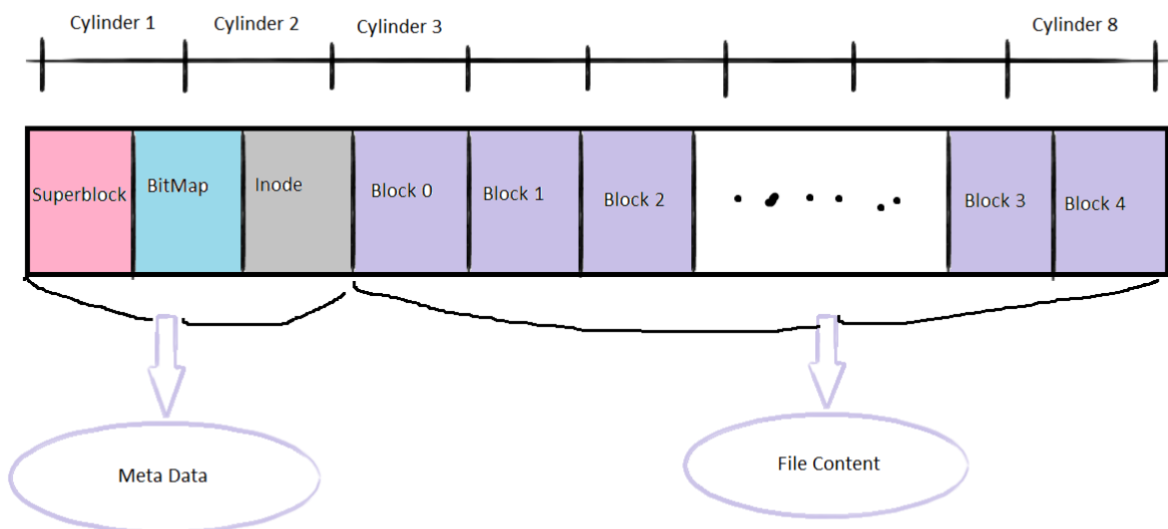 Cylinder 1
Cylinder 2
Cylinder 3
Cylinder 8
Superblock
BitMap
Inode
Block 0
Block 1
Block 2
Block 3
Block 4
Meta Data
File Content